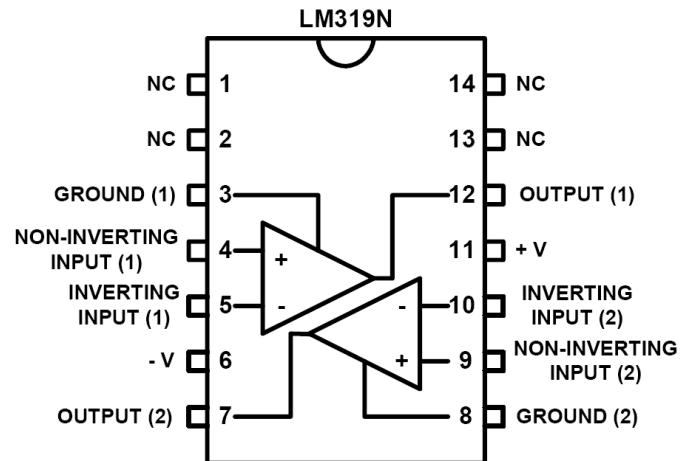 LM319N
NC 1
14 NC
NC 2
13 NC
GROUND (1) 3
12 OUTPUT (1)
NON-INVERTING
INPUT (1)
4
+
11 + V
INVERTING
INPUT (1)
5
-
-
10
INVERTING
INPUT (2)
- V 6
+
9
NON-INVERTING
INPUT (2)
OUTPUT (2) 7
8 GROUND (2)